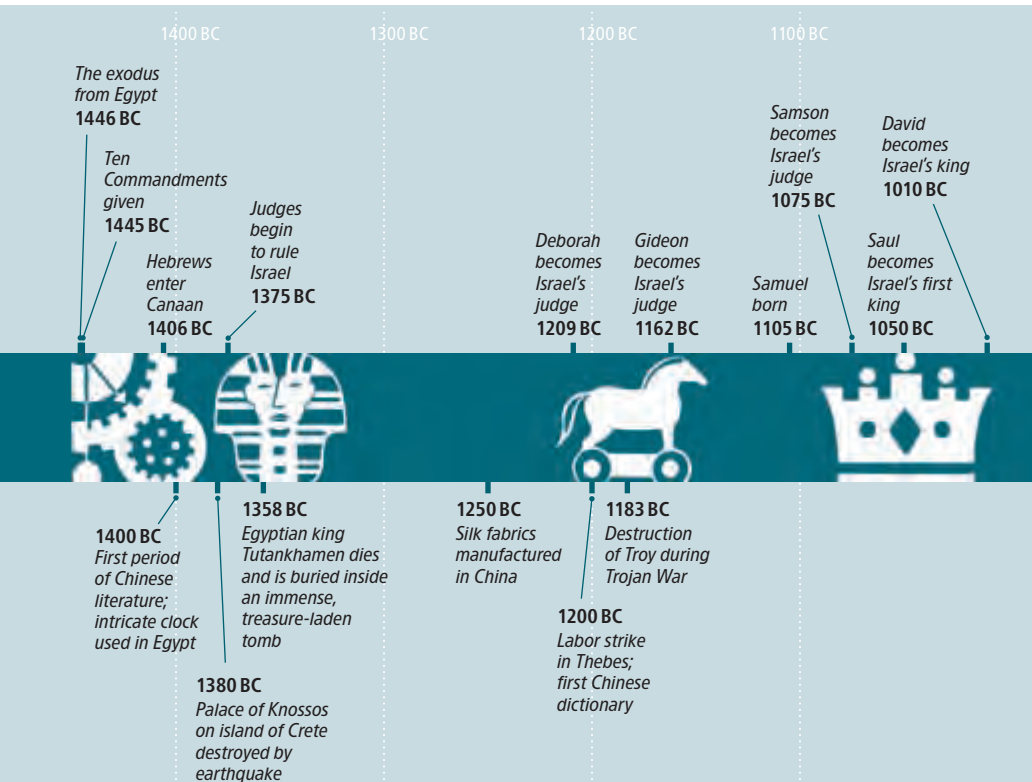 1400 BC
1300 BC
1200 BC
1100 BC
The exodus
from Egypt
1446 BC
Ten
Commandments
given
1445 BC
Hebrews
enter
Canaan
1406 BC
Judges
begin
to rule
Israel
1375 BC
Deborah
becomes
Israel's
judge
1209 BC
Gideon
becomes
Israel's
judge
1162 BC
Samuel
born
1105 BC
Samson
becomes
Israel's
judge
1075 BC
Saul
becomes
Israel's first
king
1050 BC
David
becomes
Israel's king
1010 BC
1400 BC
First period
of Chinese
literature;
intricate clock
used in Egypt
1380 BC
Palace of Knossos
on island of Crete
destroyed by
earthquake
1358 BC
Egyptian king
Tutankhamen dies
and is buried inside
an immense,
treasure-laden
tomb
1250 BC
Silk fabrics
manufactured
in China
1200 BC
Labor strike
in Thebes;
first Chinese
dictionary
1183 BC
Destruction
of Troy during
Trojan War